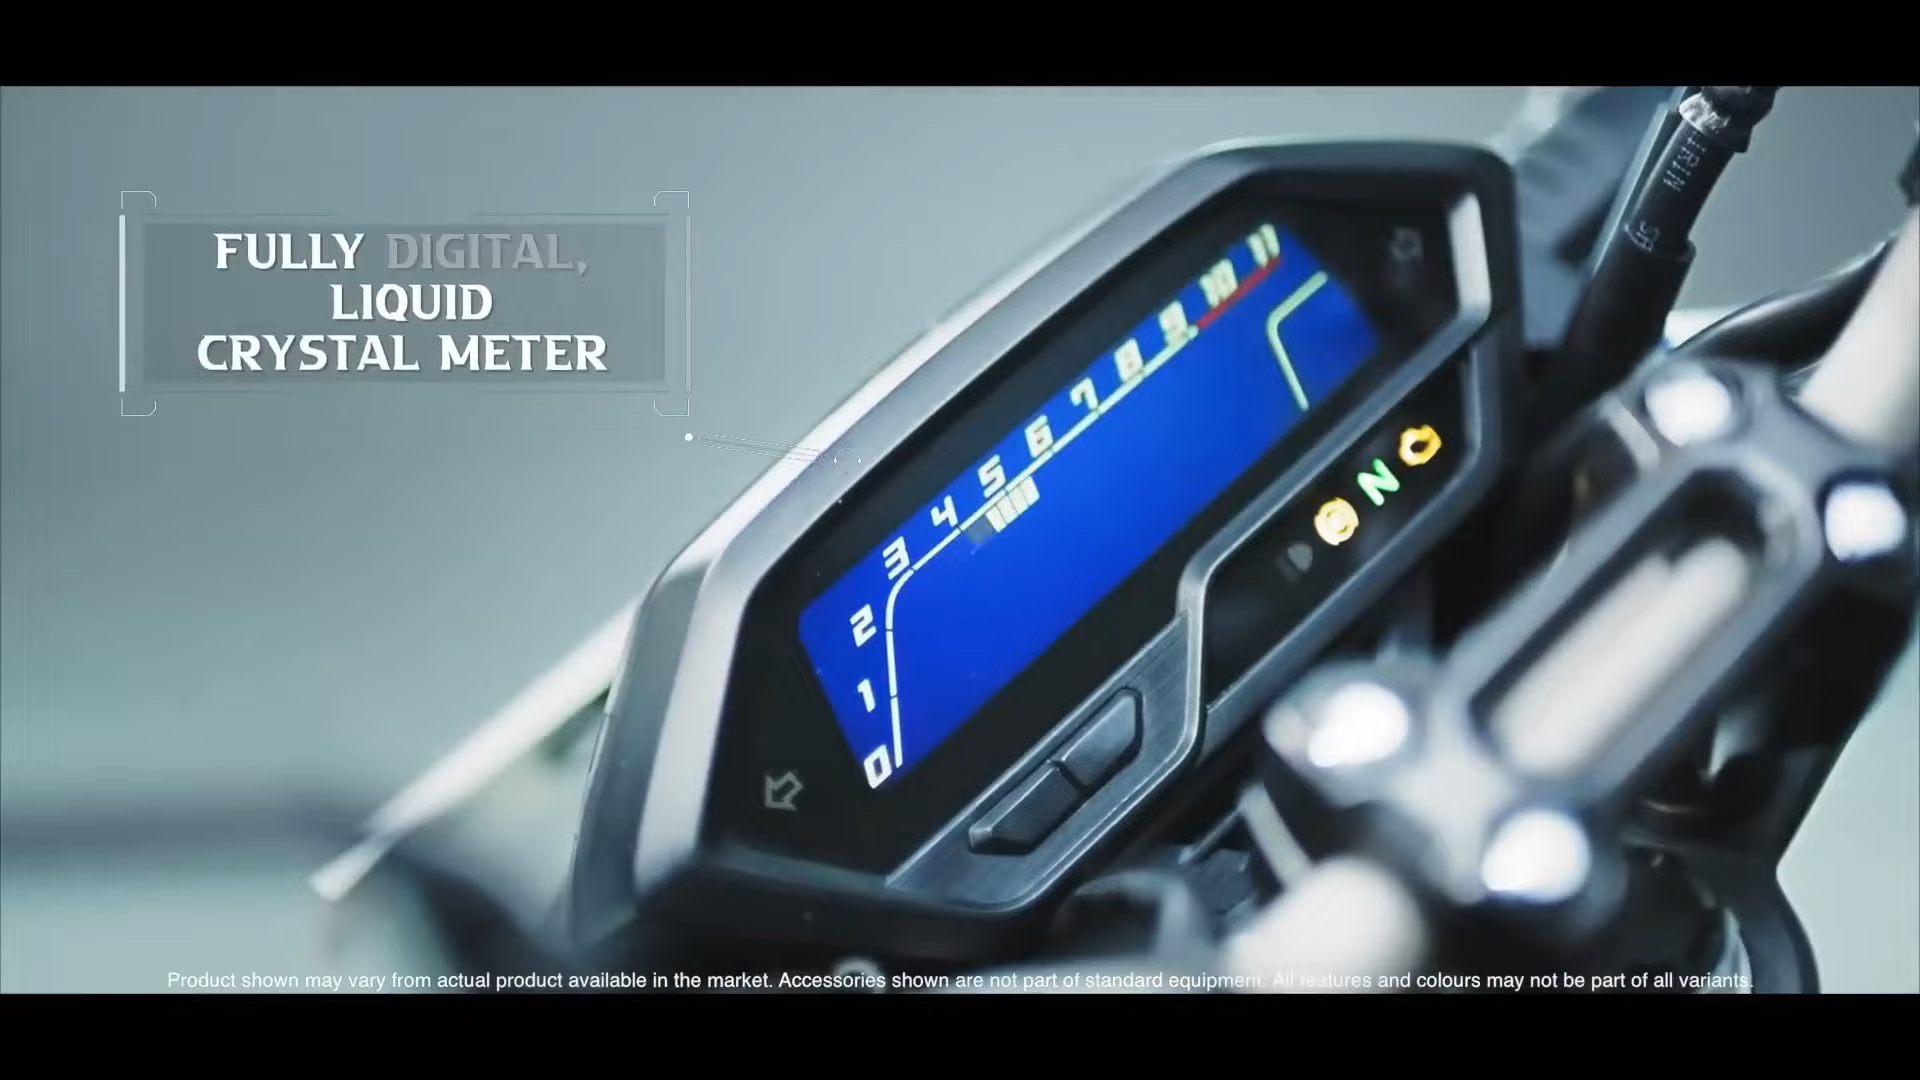 FULLY DIGITAL,
LIQUID
CRYSTAL METER
11
10
9
8
7
6
5
4
3
2
1
0
N
Product shown may vary from actual product available in the market. Accessories shown are not part of standard equipment. All features and colours may not be part of all variants.